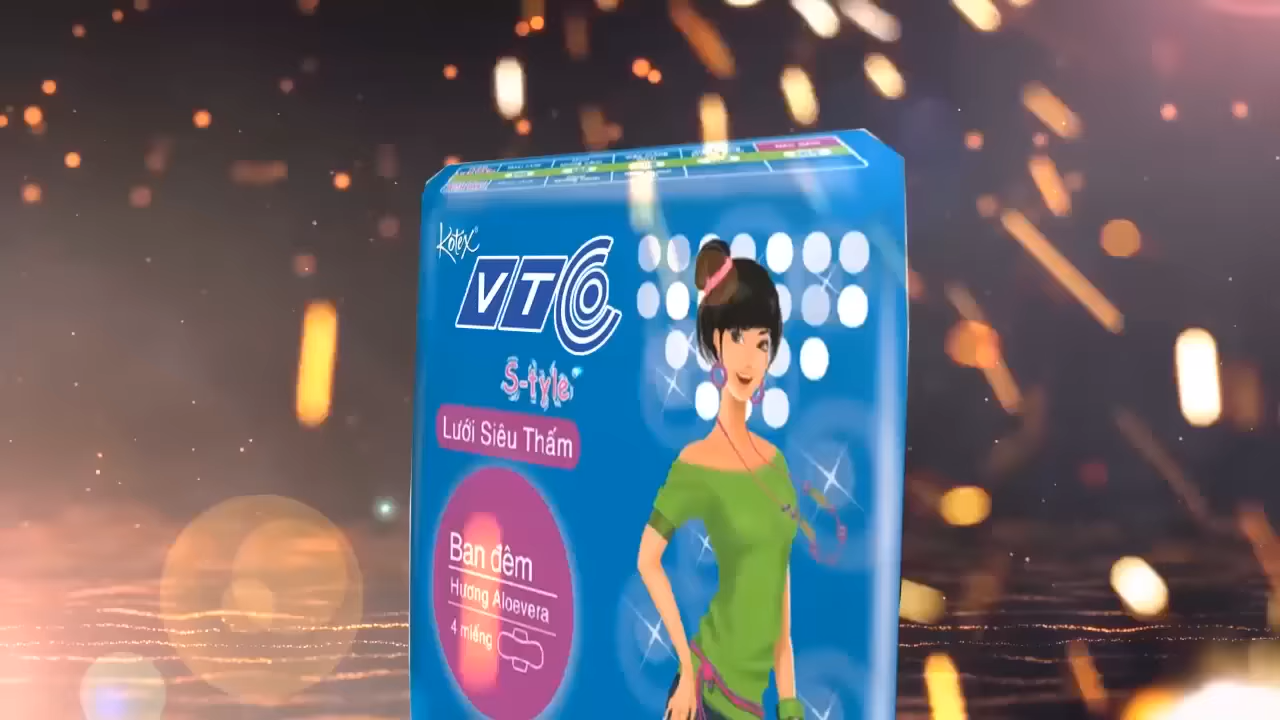 Kotex
VTC
S-tyle
Lưới Siêu Thấm
Ban đêm
Hương Aloevera
4 miếng